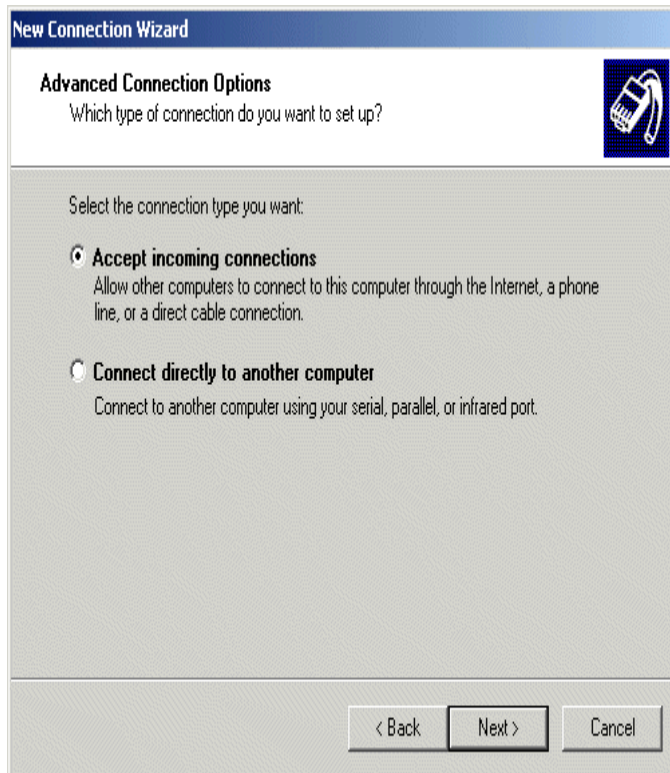 New Connection Wizard
Advanced Connection Options
Which type of connection do you want to set up?
Select the connection type you want:
Accept incoming connections
Allow other computers to connect to this computer through the Internet, a phone
line, or a direct cable connection.
Connect directly to another computer
Connect to another computer using your serial, parallel, or infrared port.
< Back
Next >
Cancel